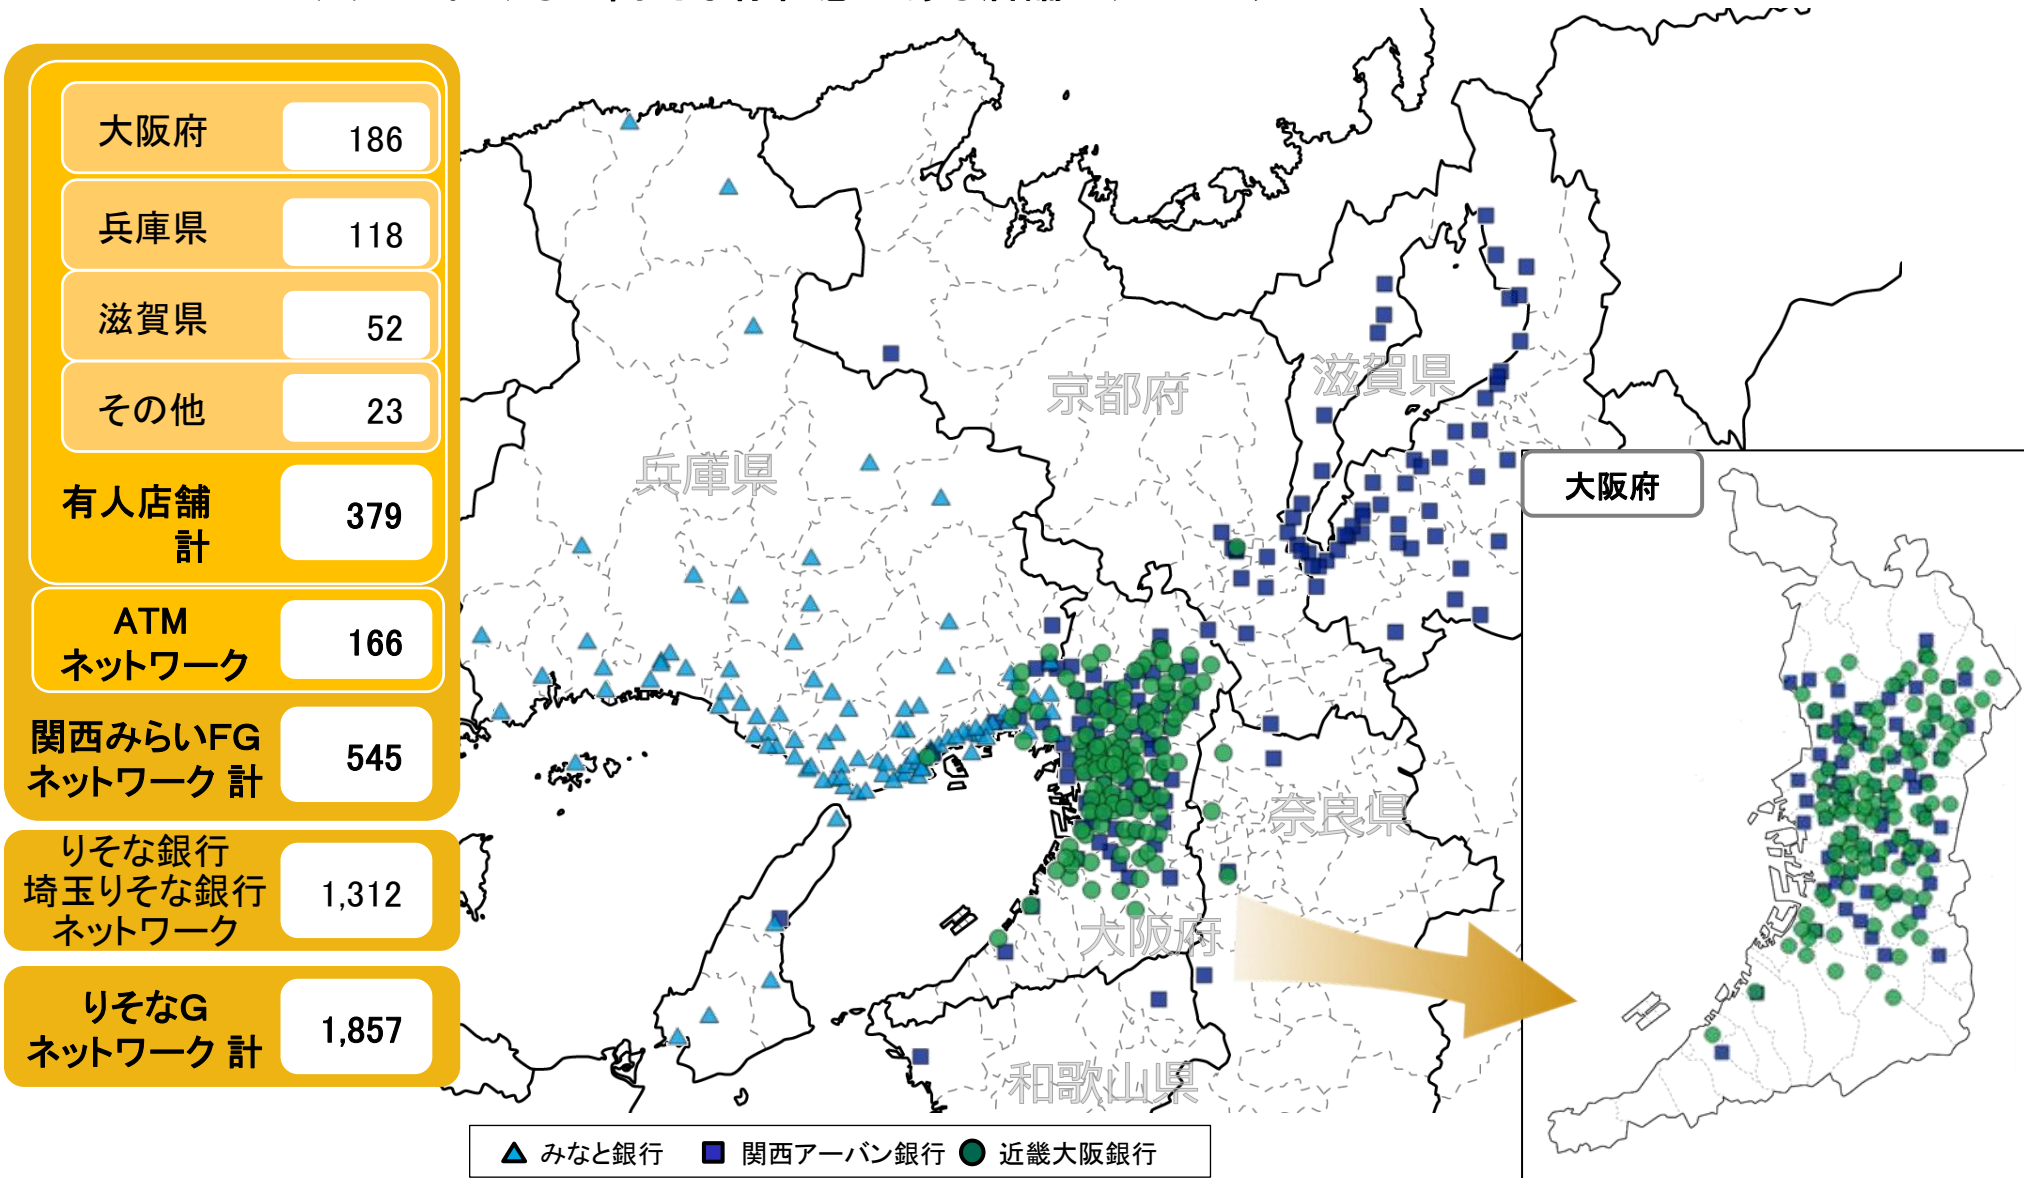 大阪府
186
兵庫県
118
滋賀県
52
その他
23
有人店舗
計
379
ATM
ネットワーク
166
関西みらいFG
ネットワーク 計
545
りそな銀行
埼玉りそな銀行
ネットワーク
1,312
りそなG
ネットワーク 計
1,857
兵庫県
京都府
滋賀県
奈良県
大阪府
和歌山県
大阪府
みなと銀行
関西アーバン銀行
近畿大阪銀行